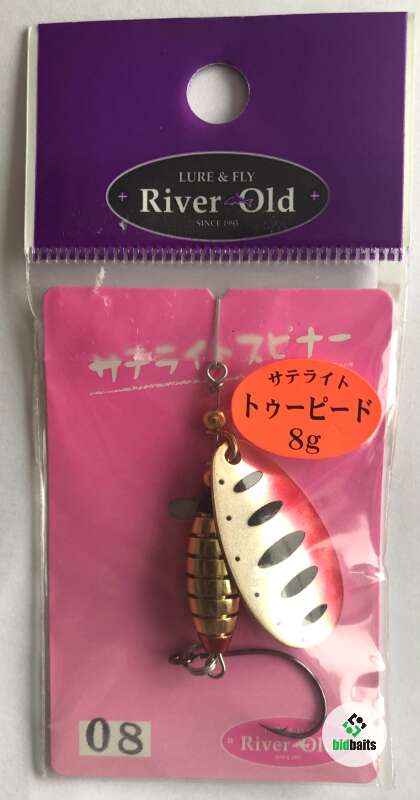 LURE & FLY
River Old
SINCE 1993
サテライトスピナー
サテライト
トゥーピード
8g
08
River Old
bidbaits